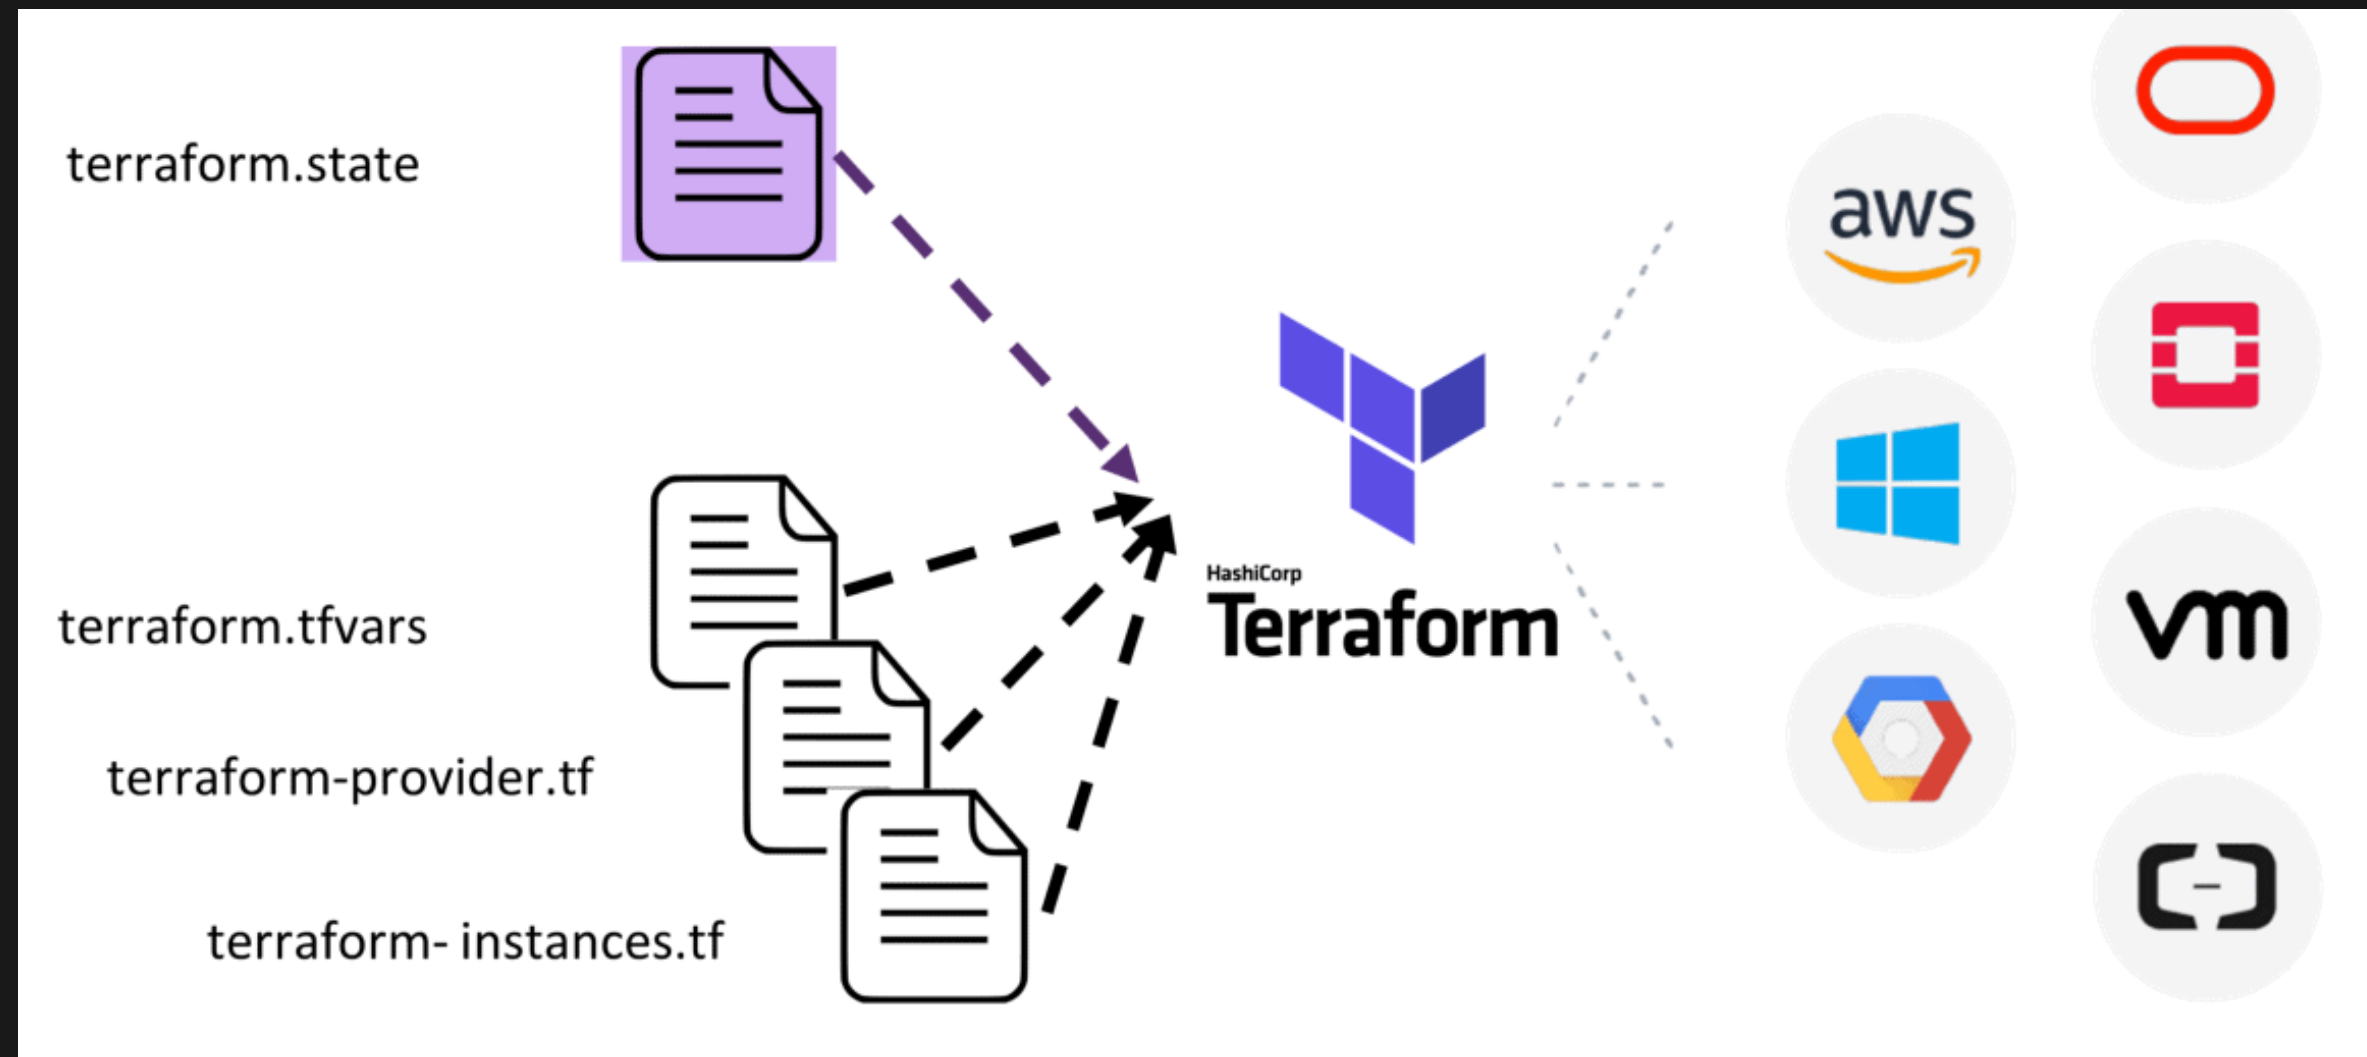 terraform.state
terraform.tfvars
terraform-provider.tf
terraform- instances.tf
HashiCorp
Terraform
aws
vm